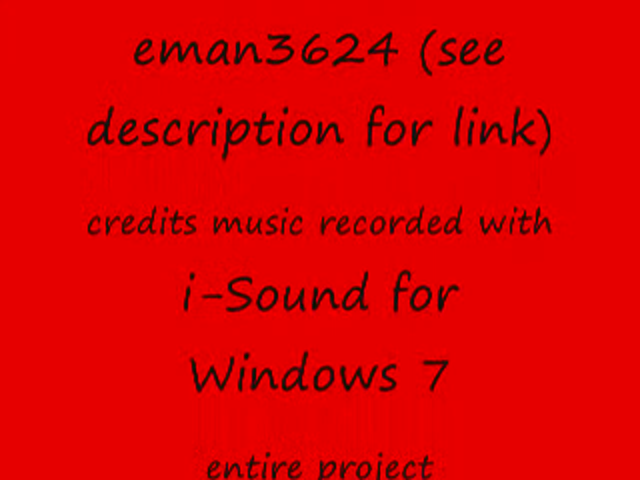 eman3624 (see
description for link)
credits music recorded with
i-Sound for
Windows 7
entire project